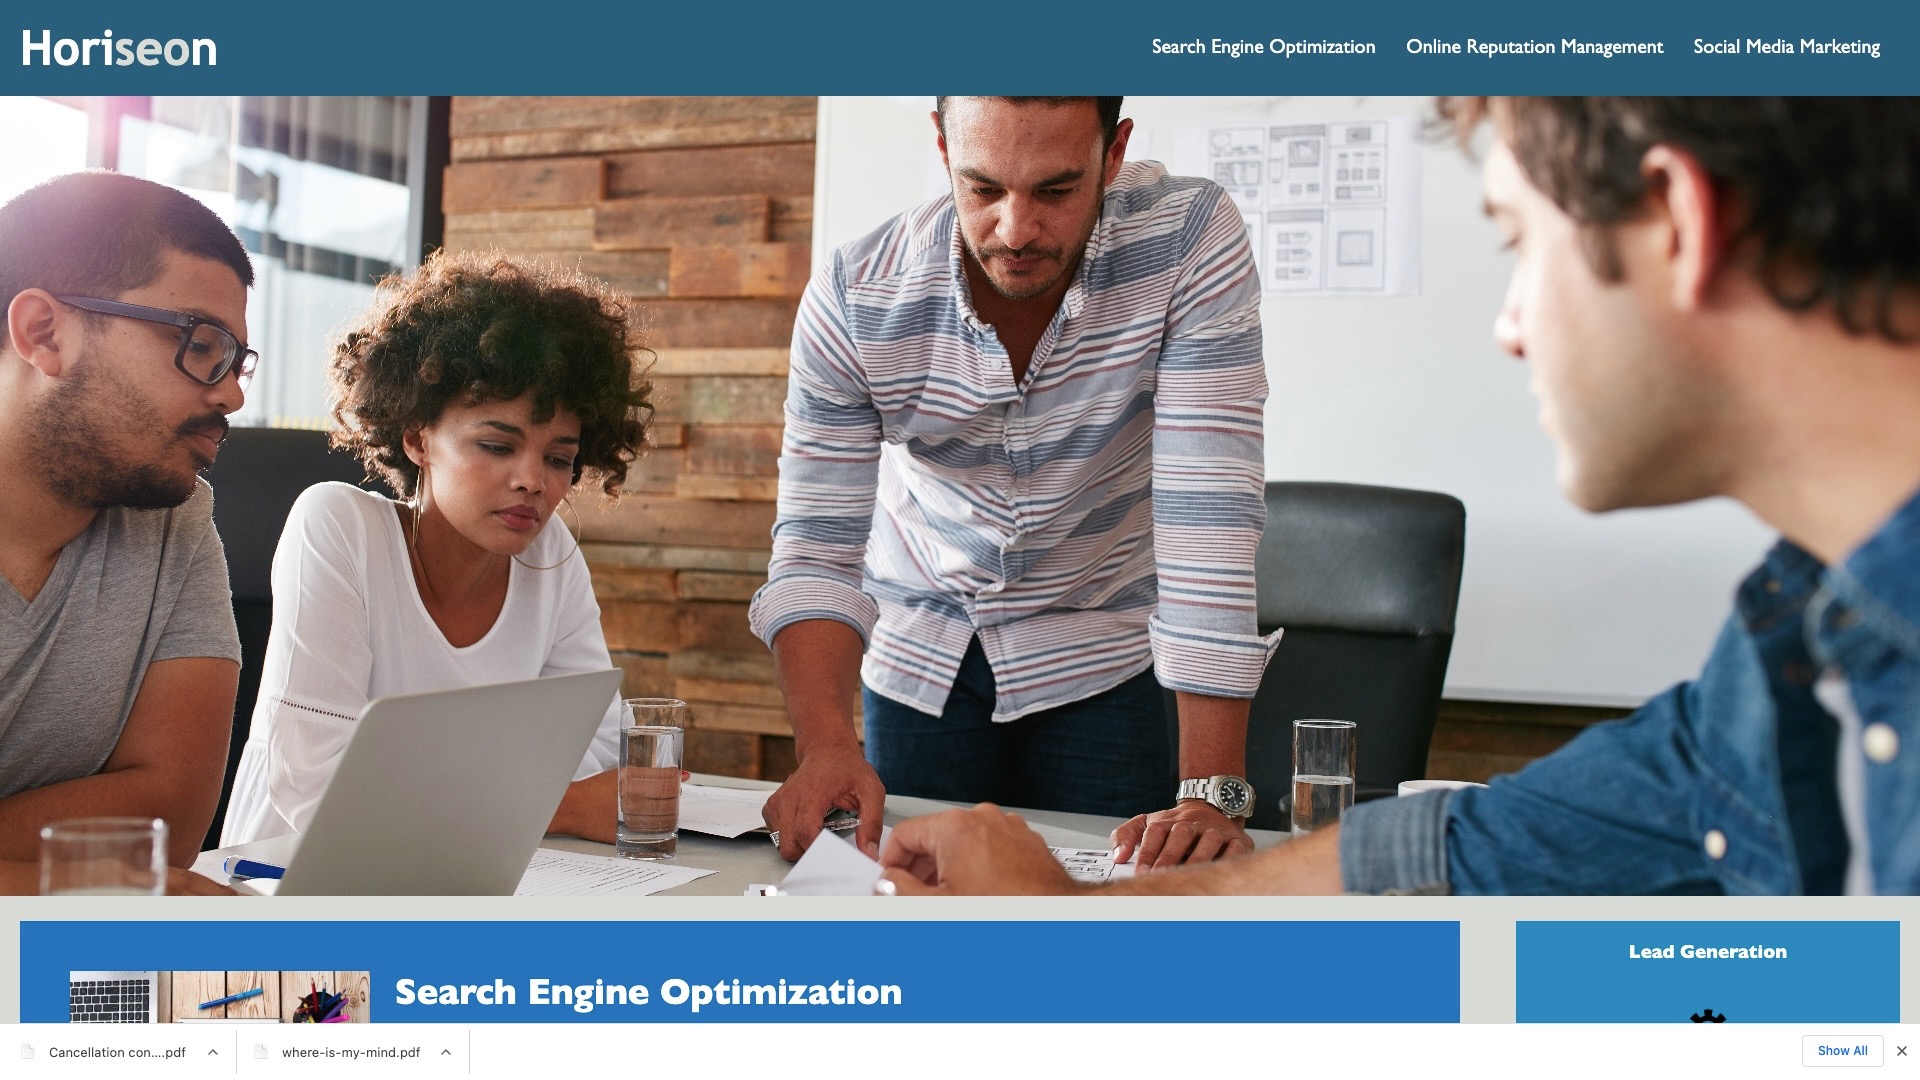 Horiseon
Search Engine Optimization Online Reputation Management Social Media Marketing
Search Engine Optimization
Lead Generation
Cancellation con....pdf
where-is-my-mind.pdf
Show All